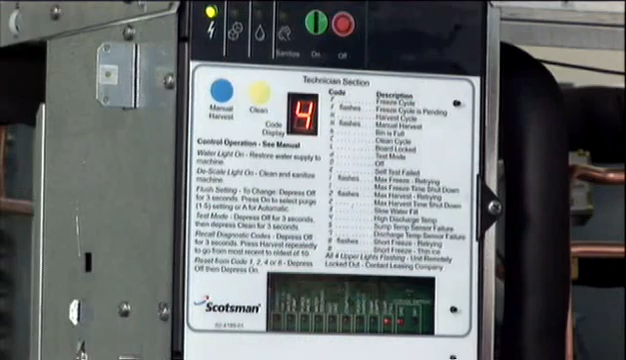 Sanitize
On
Off
Technician Section
Manual
Harvest
Clean
Code
Display
4
Control Operation - See Manual
Water Light On - Restore water supply to
machine
De-Scale Light On - Clean and sanitize
machine
Flush Setting - To Change: Depress Off
for 3 seconds. Press On to select purge
(1-5) setting or A for Automatic.
Test Mode - Depress Off for 3 seconds,
then depress Clean for 3 Seconds.
Recall Diagnostic Codes - Depress Off
for 3 seconds. Press Harvest repeatedly
to go from most recent to oldest of 10.
Reset from Code 1, 2, 4 or 8 - Depress
Off then Depress On.
Code Description
Freeze Cycle
flashes Freeze Cycle is Pending
Harvest Cycle
flashes Manual Harvest
Bin is Full
Clean Cycle
Board Locked
Test Mode
Off
Self Test Failed
flashes Max Freeze - Retrying
Max Freeze Time Shut Down
flashes Max Harvest - Retrying
Max Harvest Time Shut Down
Slow Water Fill
High Discharge Temp
Sump Temp Sensor Failure
Discharge Temp Sensor Failure
flashes Short Freeze - Retrying
Short Freeze - Thin Ice
All 4 Upper Lights Flashing - Unit Remotely
Locked Out - Contact Leasing Company
Scotsman